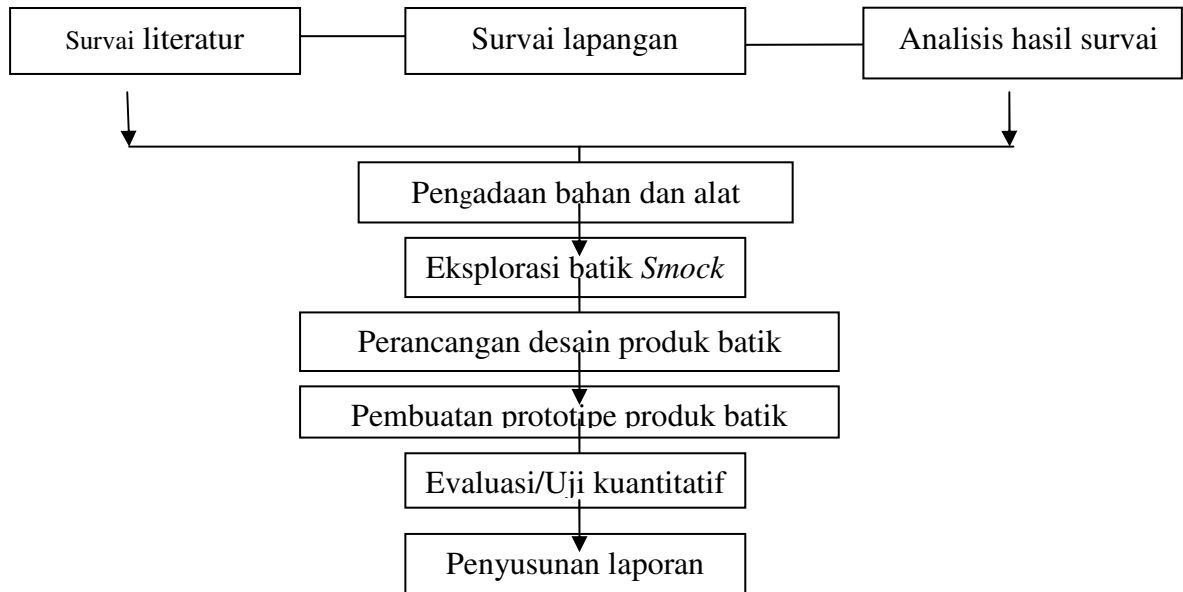 Survai literatur
Survai lapangan
Analisis hasil survai
Pengadaan bahan dan alat
Eksplorasi batik Smock
Perancangan desain produk batik
Pembuatan prototipe produk batik
Evaluasi/Uji kuantitatif
Penyusunan laporan